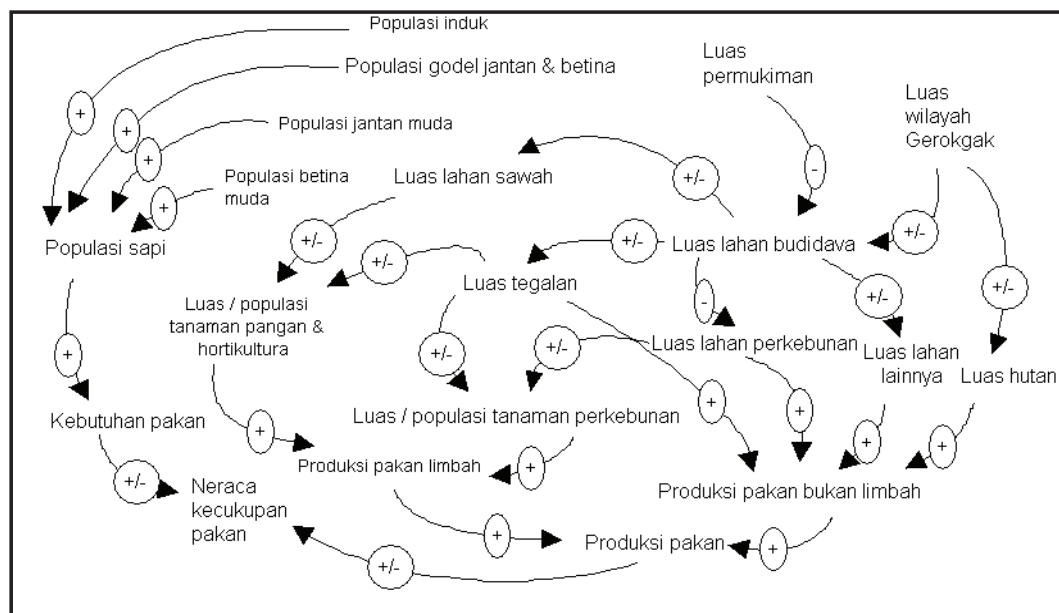 Populasi induk
Populasi godel jantan & betina
Luas
permukiman
Luas
wilayah
Gerokgak
+
+
Populasi jantan muda
+
Populasi betina
muda
+
Luas lahan sawah
+/-
-
+/-
Populasi sapi
+/-
+/-
+/-
Luas lahan budidaya
+/-
Luas tegalan
+/-
-
+/-
Luas / populasi
tanaman pangan &
hortikultura
+
+/-
+/-
Luas lahan perkebunan
Luas lahan
lainnya
Luas hutan
Kebutuhan pakan
Luas / populasi tanaman perkebunan
+
+
+
+
+
+
Produksi pakan limbah
+/-
Neraca
kecukupan
pakan
Produksi pakan bukan limbah
+
Produksi pakan
+
+/-